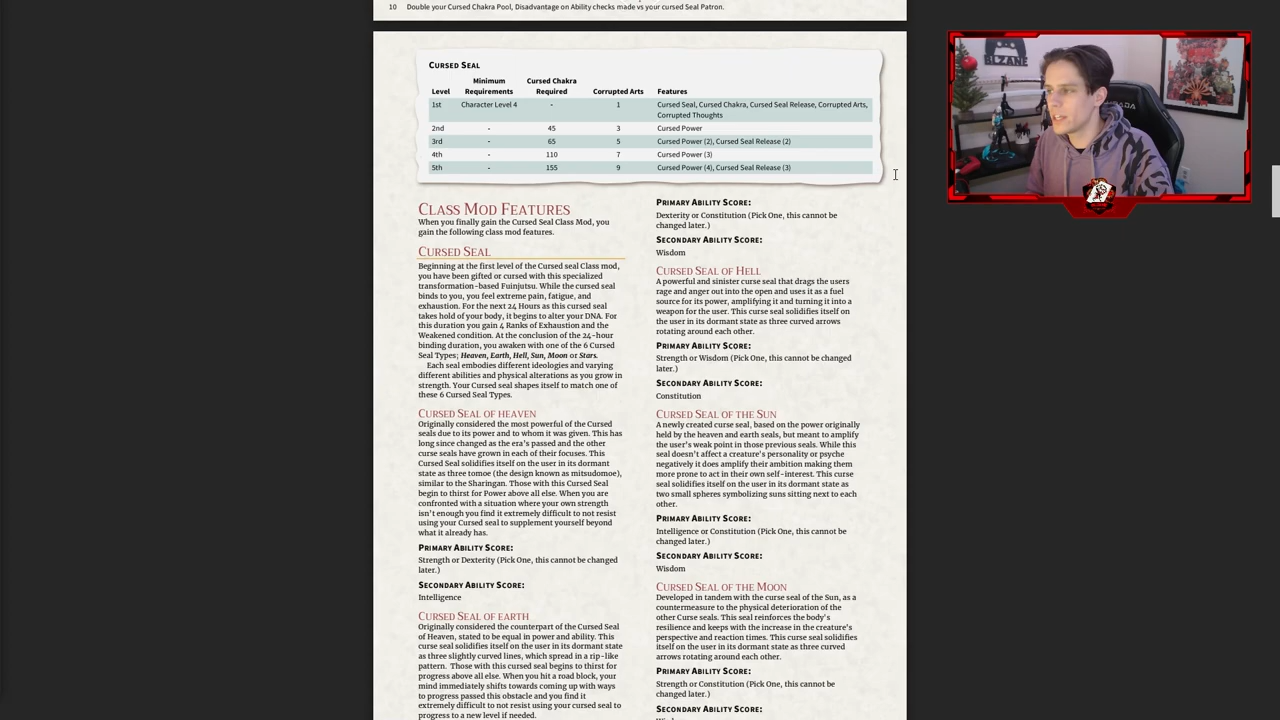 10 Double your Cursed Chakra Pool, Disadvantage on Ability checks made vs your cursed Seal Patron.
Cursed Seal
Level Minimum Requirements Cursed Chakra Required Corrupted Arts Features
1st Character Level 4 - 1 Cursed Seal, Cursed Chakra, Cursed Seal Release, Corrupted Arts,
Corrupted Thoughts
2nd - 45 3 Cursed Power
3rd - 65 5 Cursed Power (2), Cursed Seal Release (2)
4th - 110 7 Cursed Power (3)
5th - 155 9 Cursed Power (4), Cursed Seal Release (3)
Class Mod Features
When you finally gain the Cursed Seal Class Mod, you
gain the following class mod features.
Cursed Seal
Beginning at the first level of the Cursed seal Class mod,
you have been gifted or cursed with this specialized
transformation-based Fuinjutsu. While the cursed seal
binds to you, you feel extreme pain, fatigue, and
exhaustion. For the next 24 Hours as this cursed seal
takes hold of your body, it begins to alter your DNA. For
this duration you gain 4 Ranks of Exhaustion and the
Weakened condition. At the conclusion of the 24-hour
binding duration, you awaken with one of the 6 Cursed
Seal Types; Heaven, Earth, Hell, Sun, Moon or Stars.
Each seal embodies different ideologies and varying
different abilities and physical alterations as you grow in
strength. Your Cursed seal shapes itself to match one of
these 6 Cursed Seal Types.
Cursed Seal of heaven
Originally considered the most powerful of the Cursed
seals due to its power and to whom it was given. This has
long since changed as the era's passed and the other
curse seals have grown in each of their focuses. This
Cursed Seal solidifies itself on the user in its dormant
state as three tomoe (the design known as mitsudomoe),
similar to the Sharingan. Those with this Cursed Seal
begin to thirst for Power above all else. When you are
confronted with a situation where your own strength
isn't enough you find it extremely difficult to not resist
using your Cursed seal to supplement yourself beyond
what it already has.
Primary Ability Score:
Strength or Dexterity (Pick One, this cannot be changed
later.)
Secondary Ability Score:
Intelligence
Cursed Seal of earth
Originally considered the counterpart of the Cursed Seal
of Heaven, stated to be equal in power and ability. This
curse seal solidifies itself on the user in its dormant state
as three slightly curved lines, which spread in a rip-like
pattern. Those with this cursed seal begins to thirst for
progress above all else. When you hit a road block, your
mind immediately shifts towards coming up with ways
to progress passed this obstacle and you find it
extremely difficult to not resist using your cursed seal to
progress to a new level if needed.
Primary Ability Score:
Dexterity or Constitution (Pick One, this cannot be
changed later.)
Secondary Ability Score:
Wisdom
Cursed Seal of Hell
A powerful and sinister curse seal that drags the users
rage and anger out into the open and uses it as a fuel
source for its power, amplifying it and turning it into a
weapon for the user. This curse seal solidifies itself on
the user in its dormant state as three curved arrows
rotating around each other.
Primary Ability Score:
Strength or Wisdom (Pick One, this cannot be changed
later.)
Secondary Ability Score:
Constitution
Cursed Seal of the Sun
A newly created curse seal, based on the power originally
held by the heaven and earth seals, but meant to amplify
the user's weak point in those previous seals. While this
seal doesn't affect a creature's personality or psyche
negatively it does amplify their ambition making them
more prone to act in their own self-interest. This curse
seal solidifies itself on the user in its dormant state as
two small spheres symbolizing suns sitting next to each
other.
Primary Ability Score:
Intelligence or Constitution (Pick One, this cannot be
changed later.)
Secondary Ability Score:
Wisdom
Cursed Seal of the Moon
Developed in tandem with the curse seal of the Sun, as a
countermeasure to the physical deterioration of the
other Curse seals. This seal reinforces the body's
resilience and keeps with the increase in the creature's
perspective and reaction times. This curse seal solidifies
itself on the user in its dormant state as three curved
arrows rotating around each other.
Primary Ability Score:
Strength or Constitution (Pick One, this cannot be
changed later.)
Secondary Ability Score: